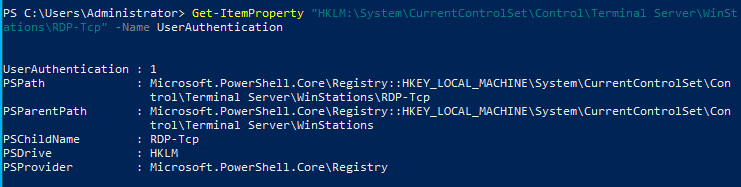 PS C:\Users\Administrator> Get-ItemProperty "HKLM:\System\CurrentControlSet\Control\Terminal Server\WinSt
ations\RDP-Tcp" -Name UserAuthentication
UserAuthentication : 1
PSPath : Microsoft.PowerShell.Core\Registry::HKEY_LOCAL_MACHINE\System\CurrentControlSet\Con
trol\Terminal Server\WinStations\RDP-Tcp
PSParentPath : Microsoft.PowerShell.Core\Registry::HKEY_LOCAL_MACHINE\System\CurrentControlSet\Con
trol\Terminal Server\WinStations
PSChildName : RDP-Tcp
PSDrive : HKLM
PSProvider : Microsoft.PowerShell.Core\Registry